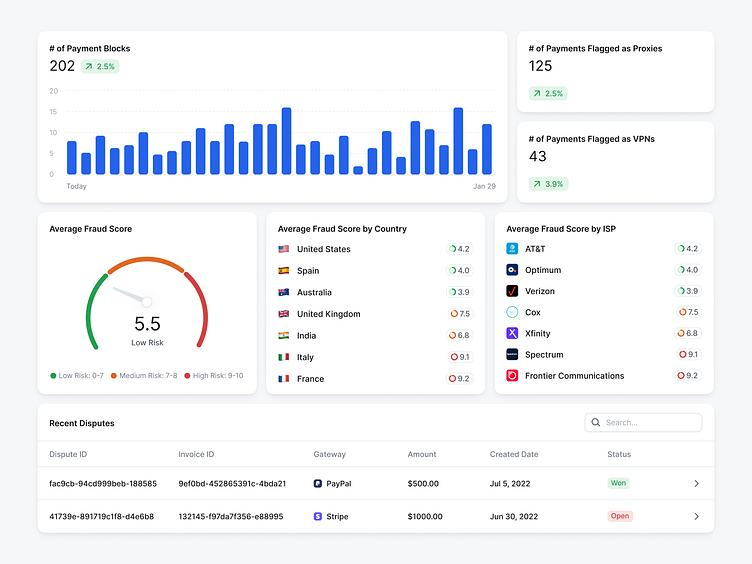 # of Payment Blocks
202 2.5%
20
15
10
5
0
Today Jan 29
# of Payments Flagged as Proxies
125
2.5%
# of Payments Flagged as VPNs
43
3.9%
Average Fraud Score
5.5
Low Risk
Low Risk: 0-7 Medium Risk: 7-8 High Risk: 9-10
Average Fraud Score by Country
United States 4.2
Spain 4.0
Australia 3.9
United Kingdom 7.5
India 6.8
Italy 9.1
France 9.2
Average Fraud Score by ISP
AT&T 4.2
Optimum 4.0
Verizon 3.9
Cox 7.5
Xfinity 6.8
Spectrum 9.1
Frontier Communications 9.2
Recent Disputes Search...
Dispute ID Invoice ID Gateway Amount Created Date Status
fac9cb-94cd999beb-188585 9ef0bd-452865391c-4bda21 PayPal $500.00 Jul 5, 2022 Won
41739e-891719c1f8-d4e6b8 132145-f97da7f356-e88995 Stripe $1000.00 Jun 30, 2022 Open